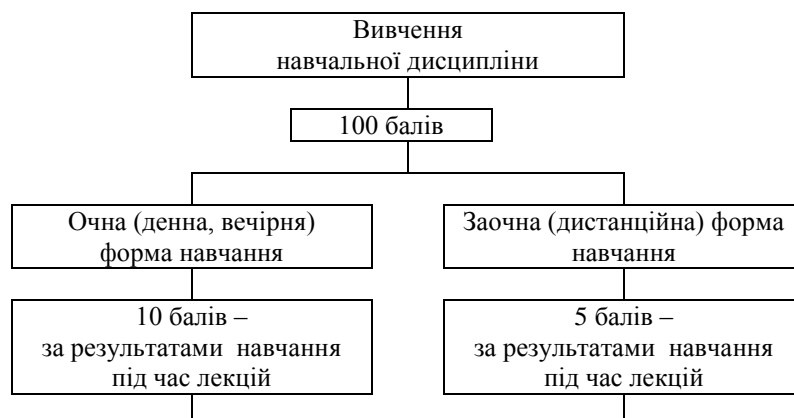 Вивчення
навчальної дисципліни
100 балів
Очна (денна, вечірня)
форма навчання
Заочна (дистанційна) форма
навчання
10 балів –
за результатами навчання
під час лекцій
5 балів –
за результатами навчання
під час лекцій